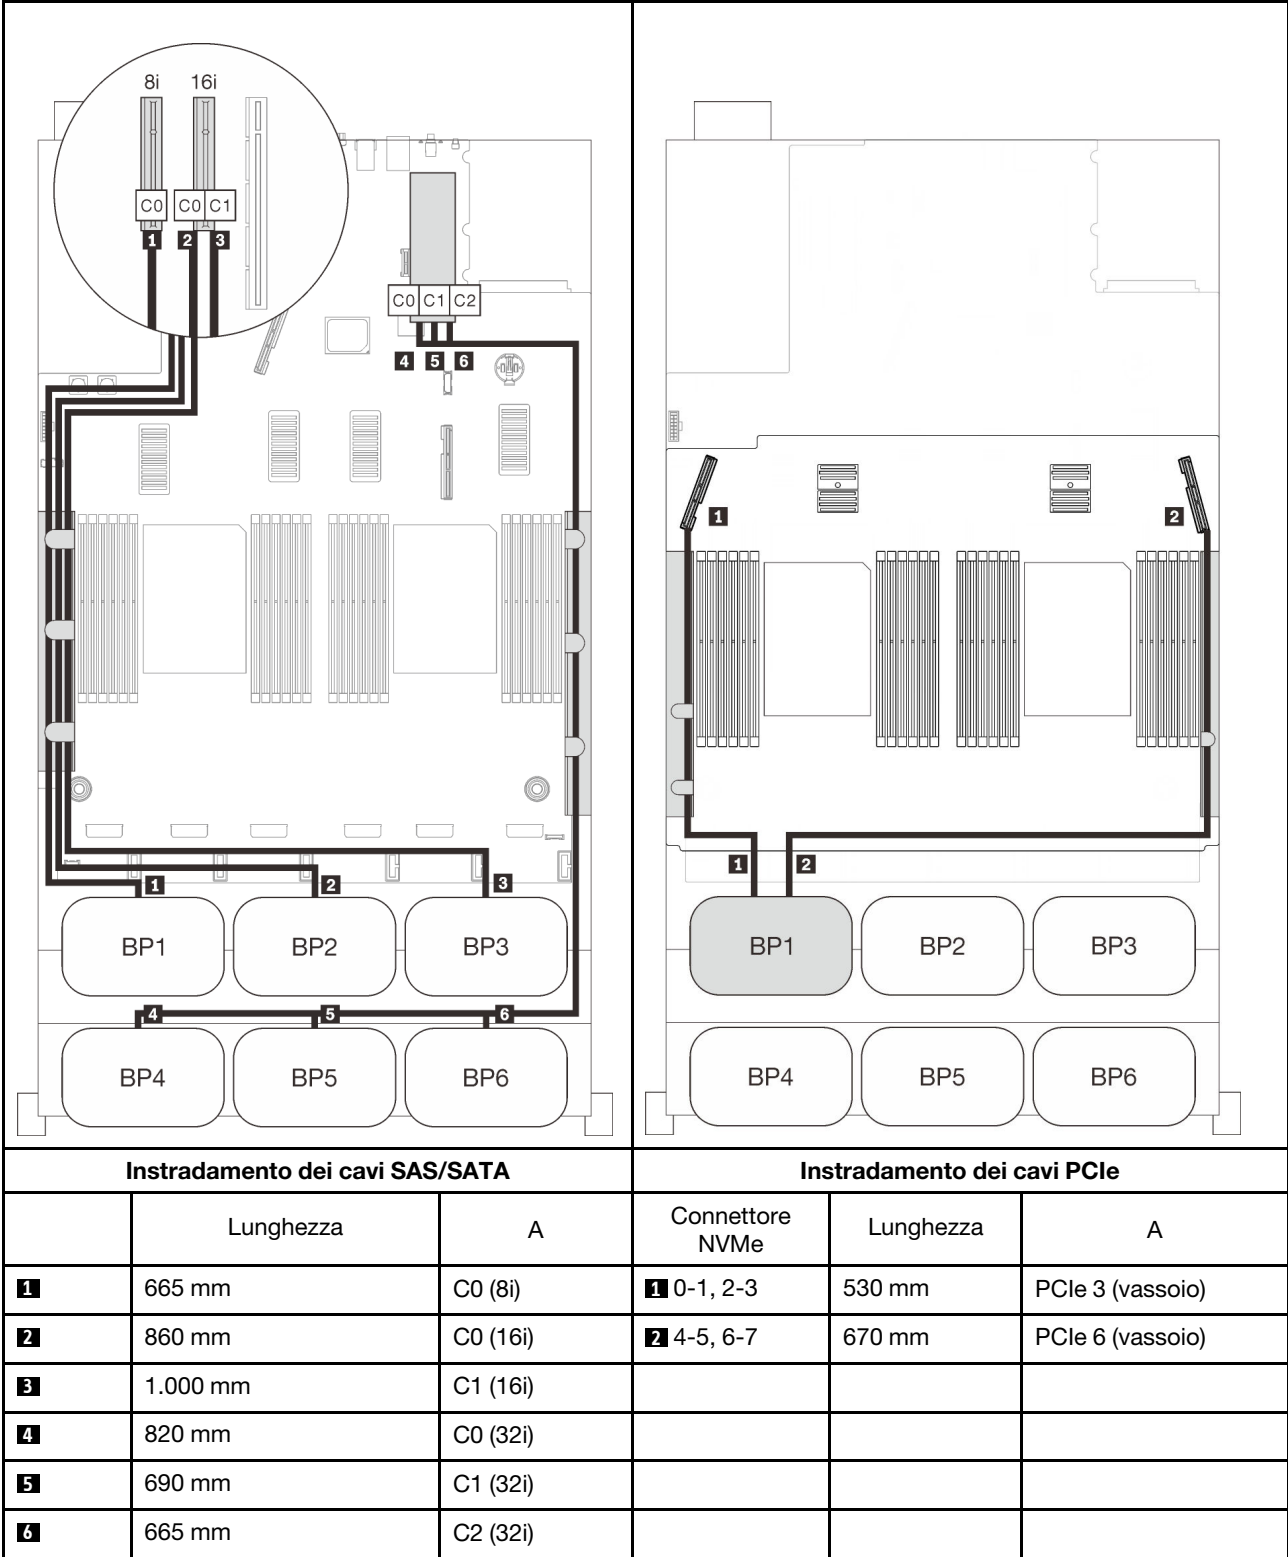 8i 16i
C0 C0 C1
1 2 3
C0 C1 C2
4 5 6
1 2 3
BP1 BP2 BP3
4 5 6
BP4 BP5 BP6
1 2
1 2
BP1 BP2 BP3
BP4 BP5 BP6
Instradamento dei cavi SAS/SATA Instradamento dei cavi PCIe
Lunghezza A Connettore NVMe Lunghezza A
1 665 mm C0 (8i) 1 0-1, 2-3 530 mm PCIe 3 (vassoio)
2 860 mm C0 (16i) 2 4-5, 6-7 670 mm PCIe 6 (vassoio)
3 1.000 mm C1 (16i)
4 820 mm C0 (32i)
5 690 mm C1 (32i)
6 665 mm C2 (32i)